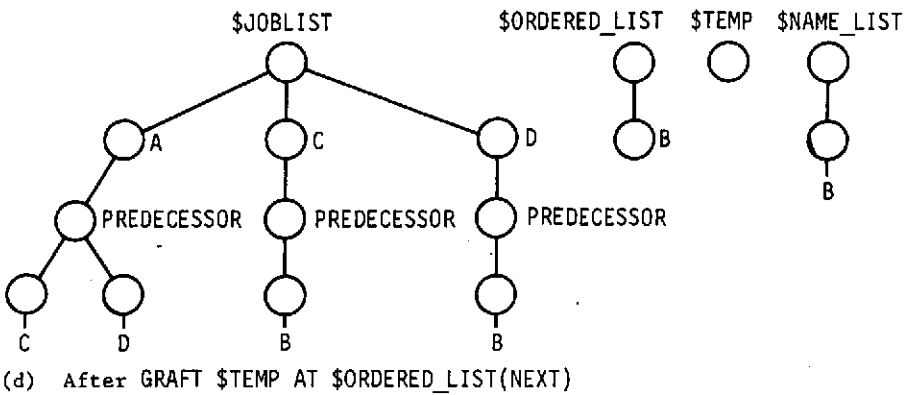 $JOBLIST $ORDERED_LIST $TEMP $NAME_LIST
A C D B
B
PREDECESSOR PREDECESSOR PREDECESSOR
C D B B
(d) After GRAFT $TEMP AT $ORDERED_LIST(NEXT)